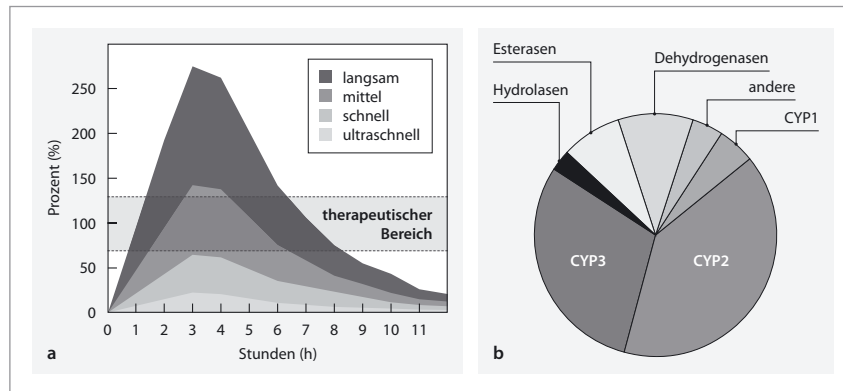 Prozent (%)
250
200
150
100
50
0
langsam
mittel
schnell
ultraschnell
therapeutischer
Bereich
0 1 2 3 4 5 6 7 8 9 10 11
Stunden (h)
a
Esterasen
Dehydrogenasen
Hydrolasen
andere
CYP1
CYP3
CYP2
b